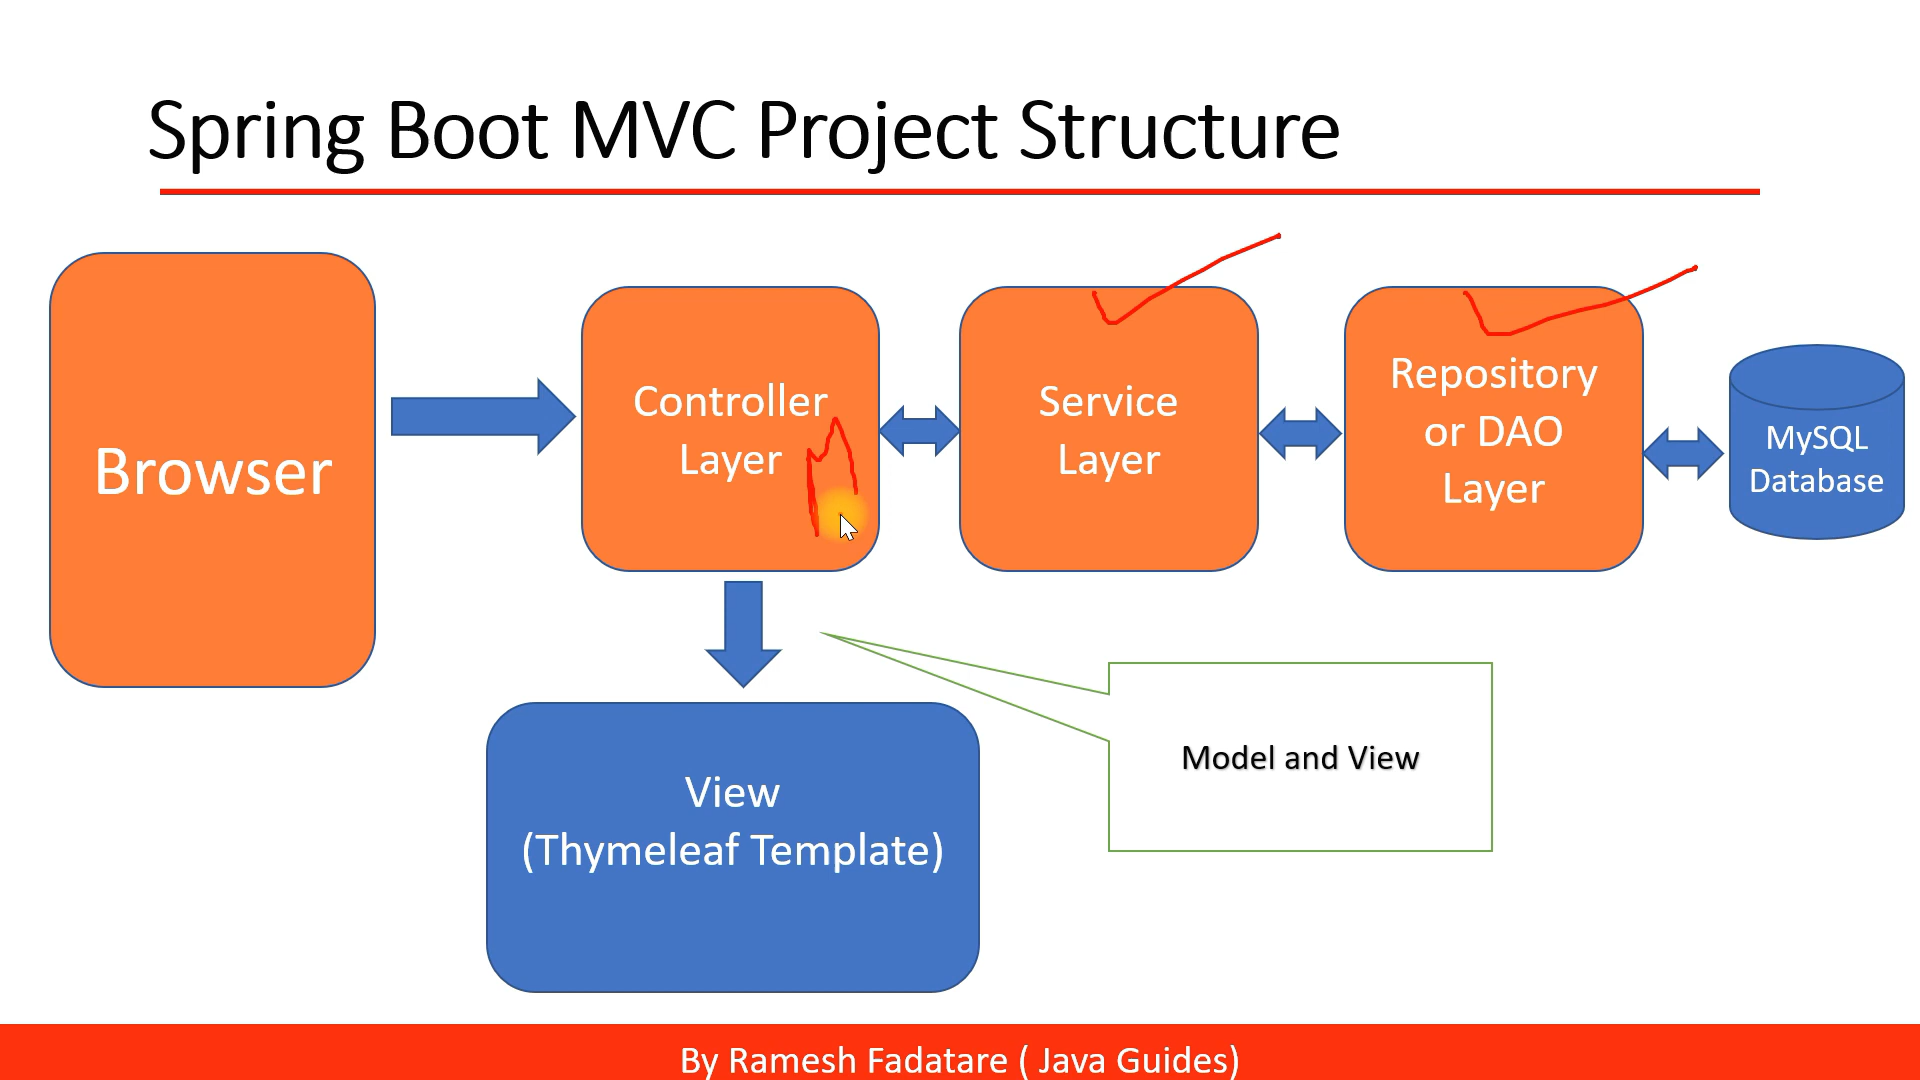 Spring Boot MVC Project Structure
Browser
Controller
Layer
Service
Layer
Repository
or DAO
Layer
MySQL
Database
View
(Thymeleaf Template)
Model and View
By Ramesh Fadatare ( Java Guides)